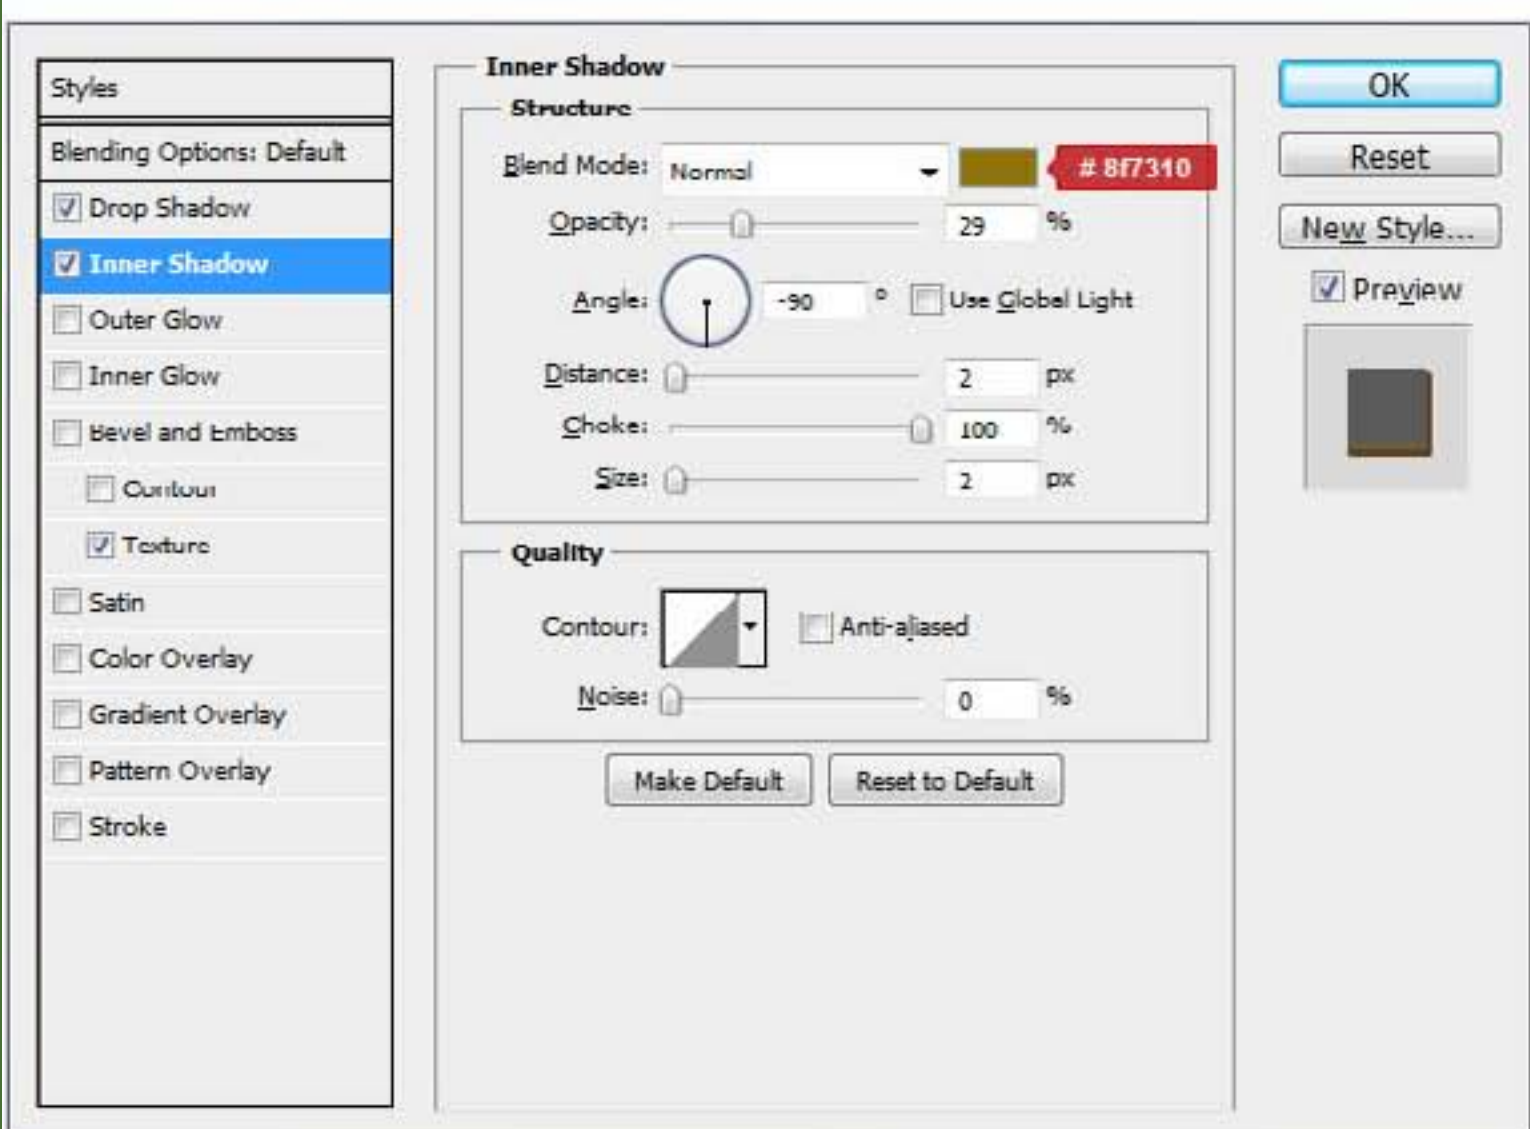 Styles
Blending Options: Default
Drop Shadow
Inner Shadow
Outer Glow
Inner Glow
Bevel and Emboss
Contour
Texture
Satin
Color Overlay
Gradient Overlay
Pattern Overlay
Stroke
Inner Shadow
Structure
Blend Mode: Normal # 8f7310
Opacity: 29 %
Angle: -90 ° Use Global Light
Distance: 2 px
Choke: 100 %
Size: 2 px
Quality
Contour: Anti-aliased
Noise: 0 %
Make Default Reset to Default
OK
Reset
New Style...
Preview